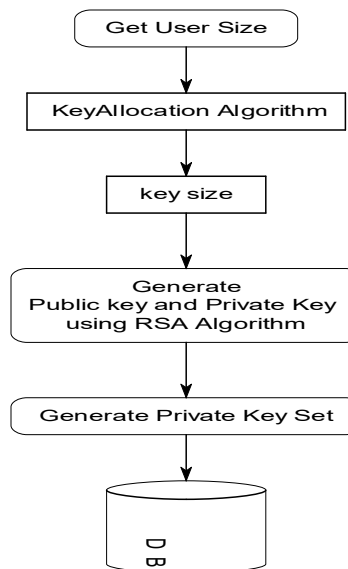 Get User Size
KeyAllocation Algorithm
key size
Generate
Public key and Private Key
using RSA Algorithm
Generate Private Key Set
D B